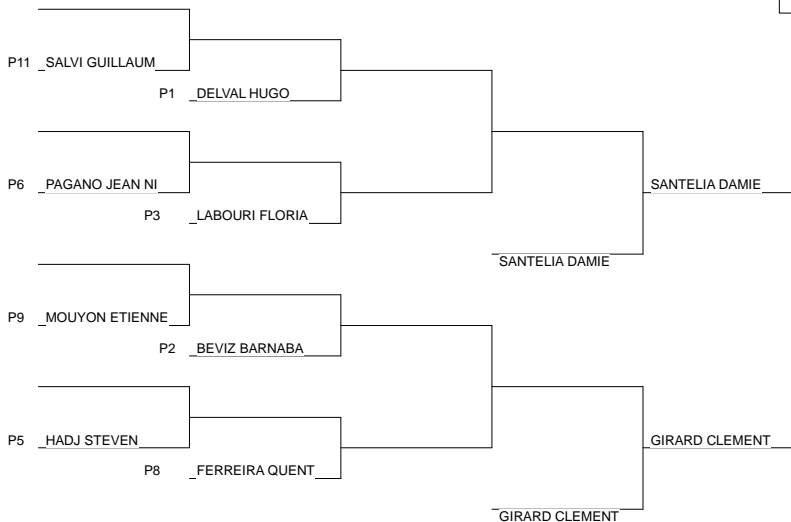 P11 SALVI GUILLAUM
P1 DELVAL HUGO
P6 PAGANO JEAN NI
SANTELIA DAMIE
P3 LABOURI FLORIA
SANTELIA DAMIE
P9 MOUYON ETIENNE
P2 BEVIZ BARNABA
P5 HADJ STEVEN
GIRARD CLEMENT
P8 FERREIRA QUENT
GIRARD CLEMENT